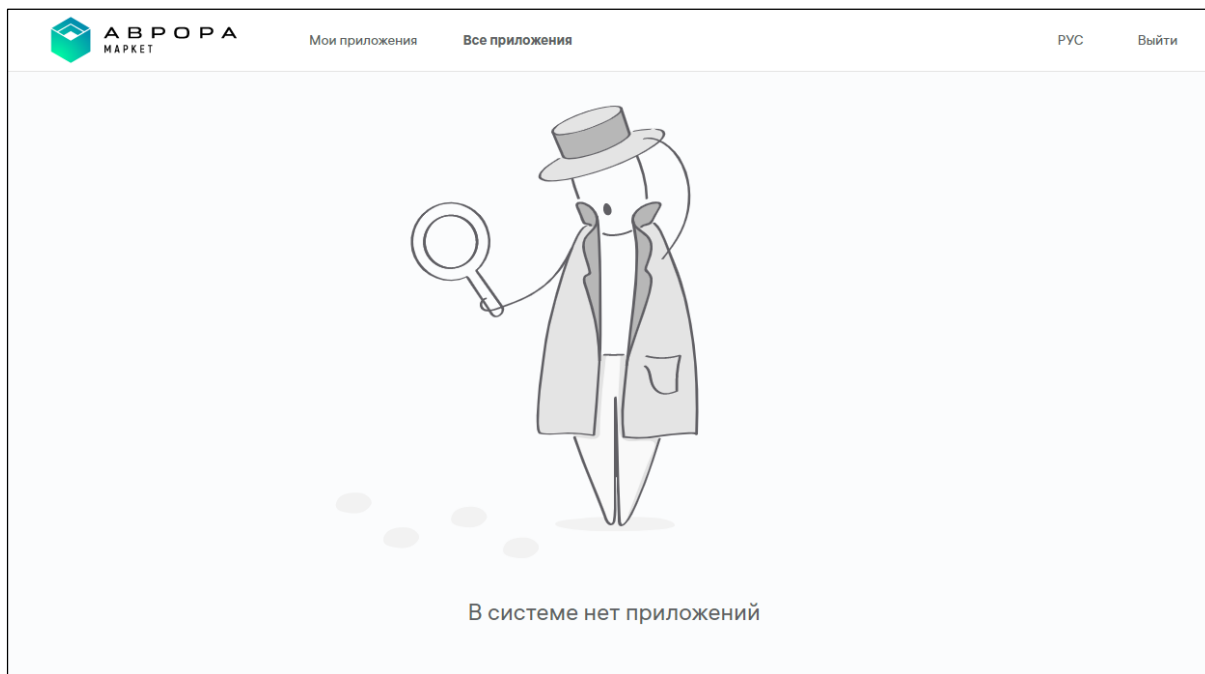 АВРОРА
МАРКЕТ
Мои приложения
Все приложения
РУС
Выйти
В системе нет приложений